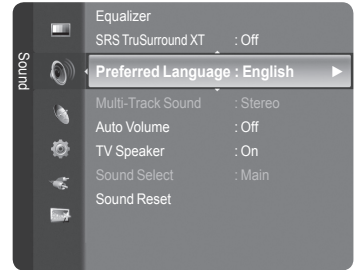 Sound
Equalizer
SRS TruSurround XT : Off
Preferred Language : English
Multi-Track Sound : Stereo
Auto Volume : Off
TV Speaker : On
Sound Select : Main
Sound Reset